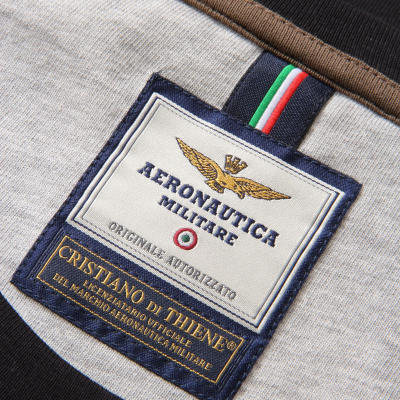 AERONAUTICA
MILITARE
ORIGINALE AUTORIZZATO
CRISTIANO DI THIENE®
LICENZIATARIO UFFICIALE
DEL MARCHIO AERONAUTICA MILITARE